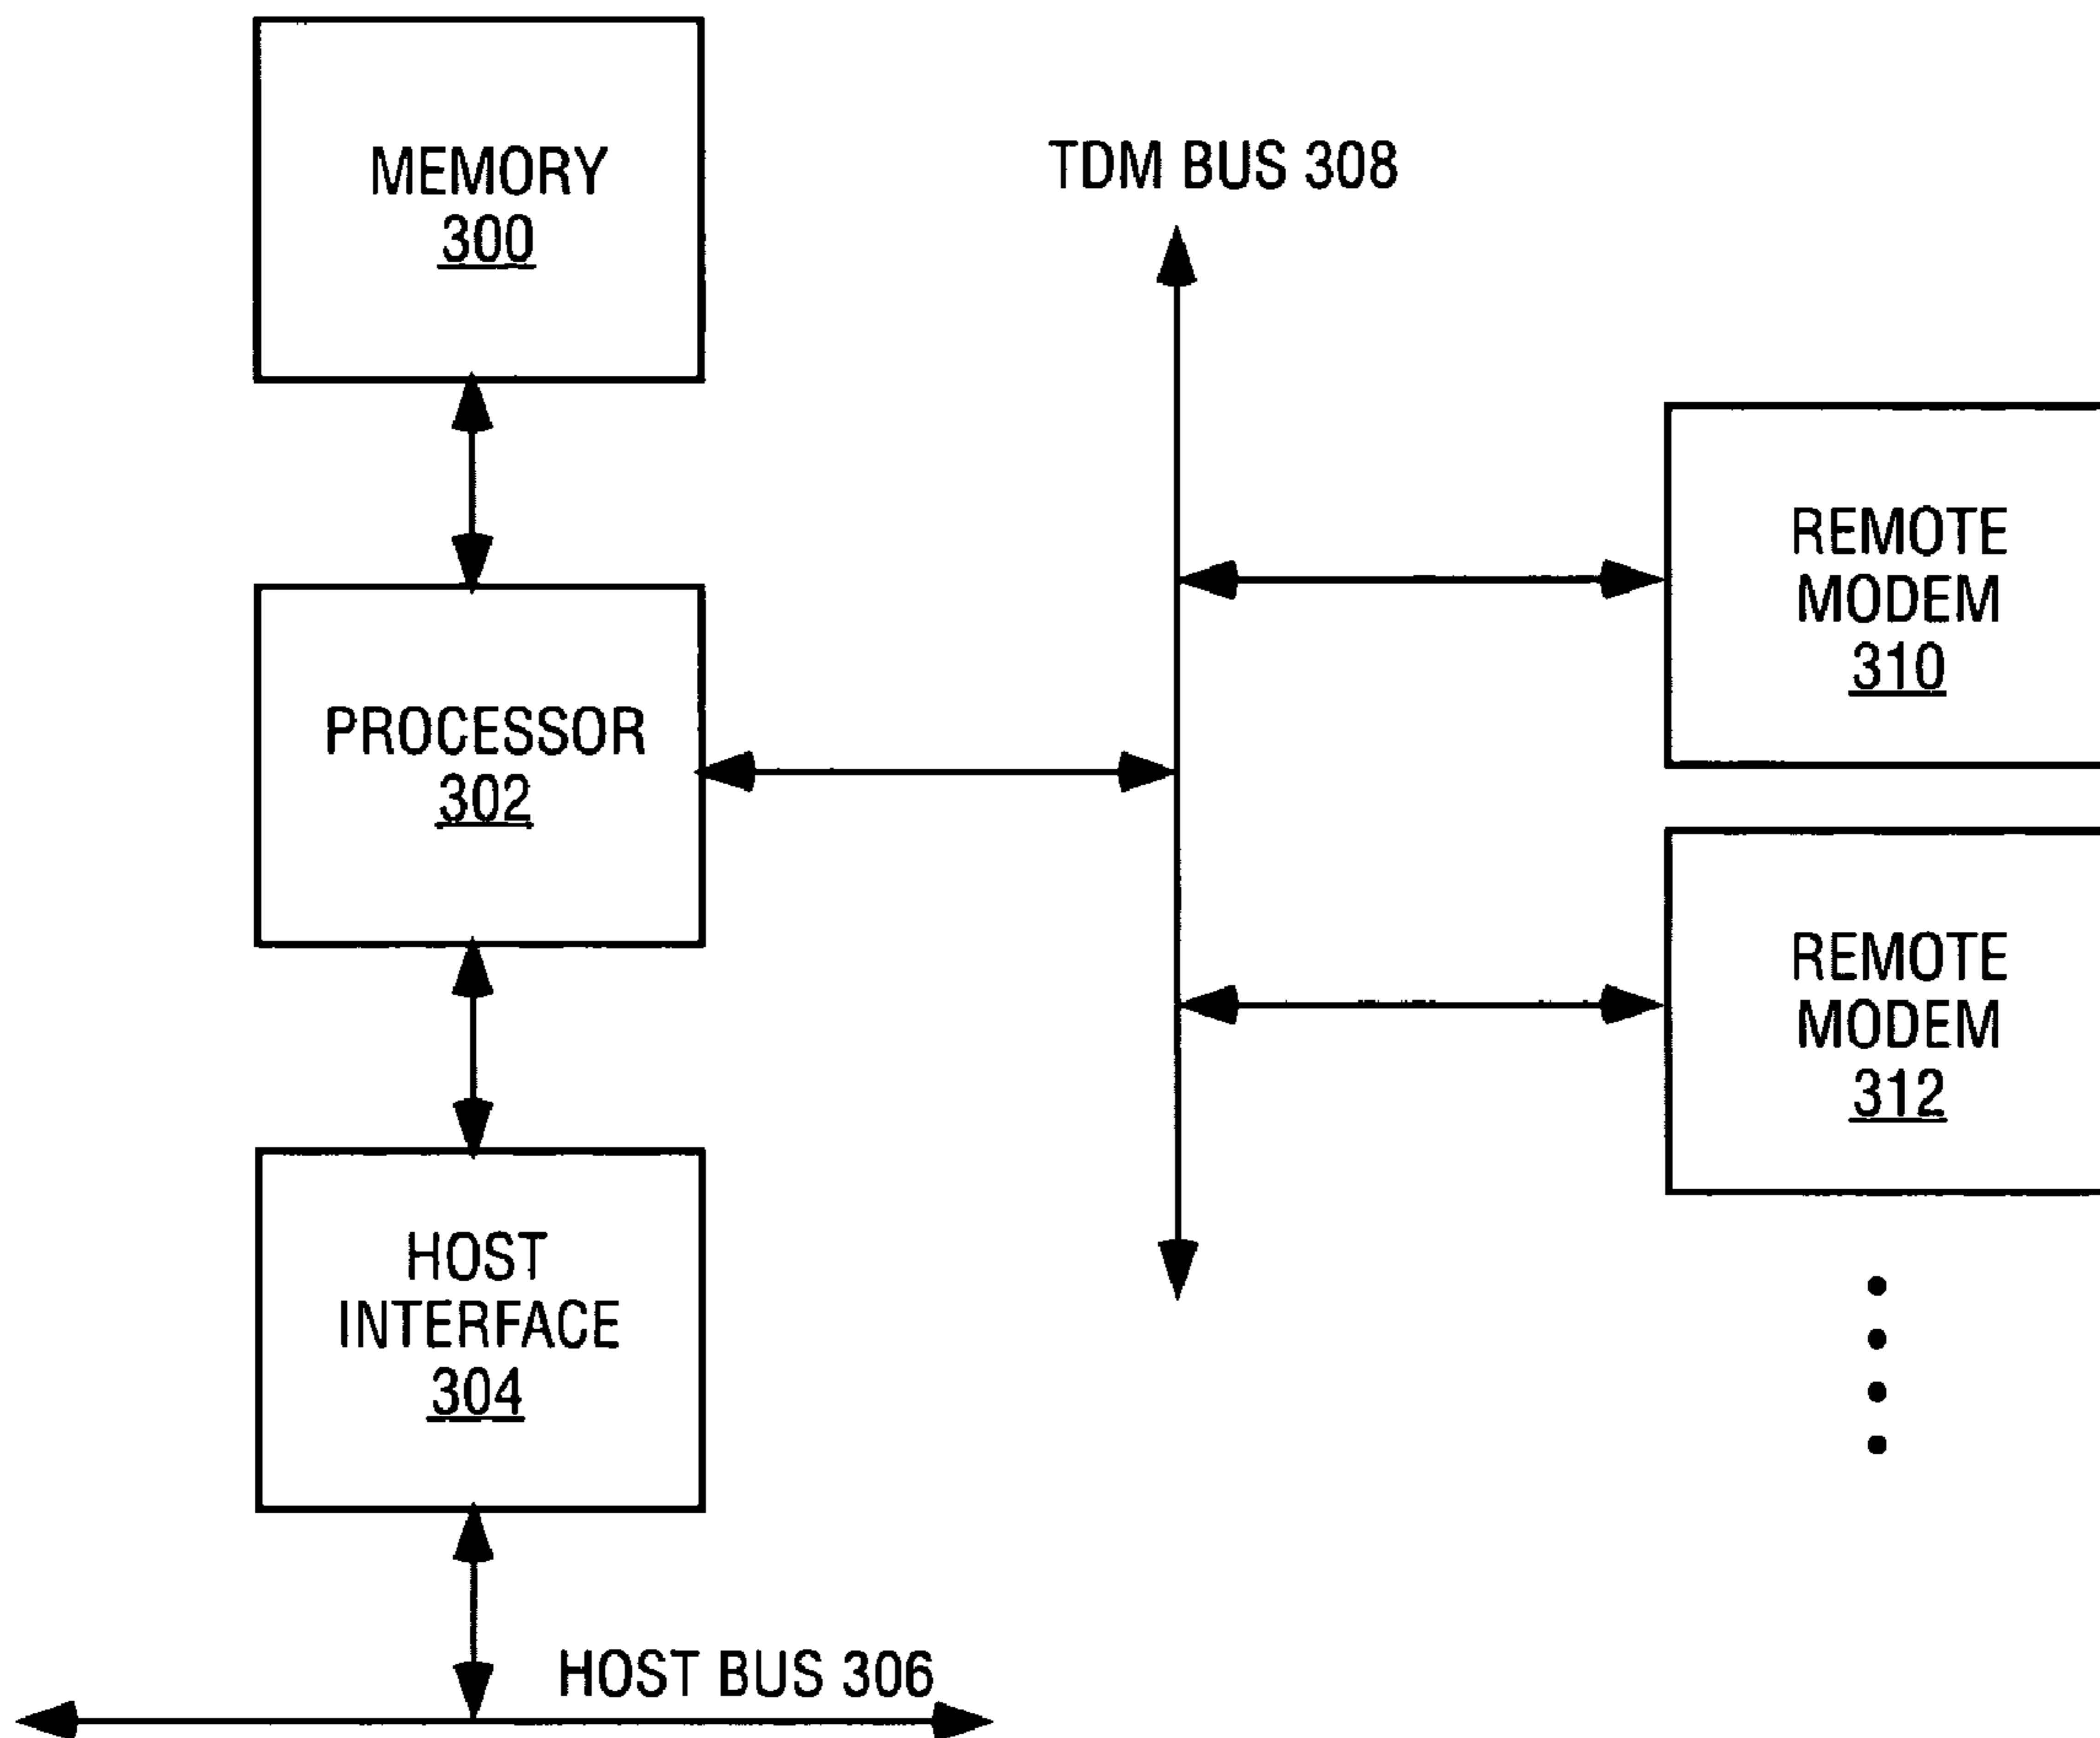 MEMORY
300
TDM BUS 308
REMOTE
MODEM
310
PROCESSOR
302
REMOTE
MODEM
312
HOST
INTERFACE
304
HOST BUS 306